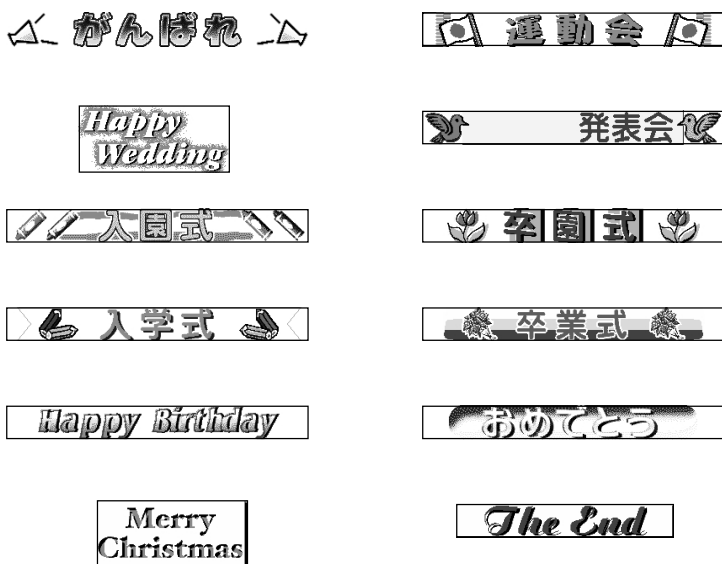 がんばれ
運動会
Happy
Wedding
発表会
入園式
卒園式
入学式
卒業式
Happy Birthday
おめでとう
Merry
Christmas
The End